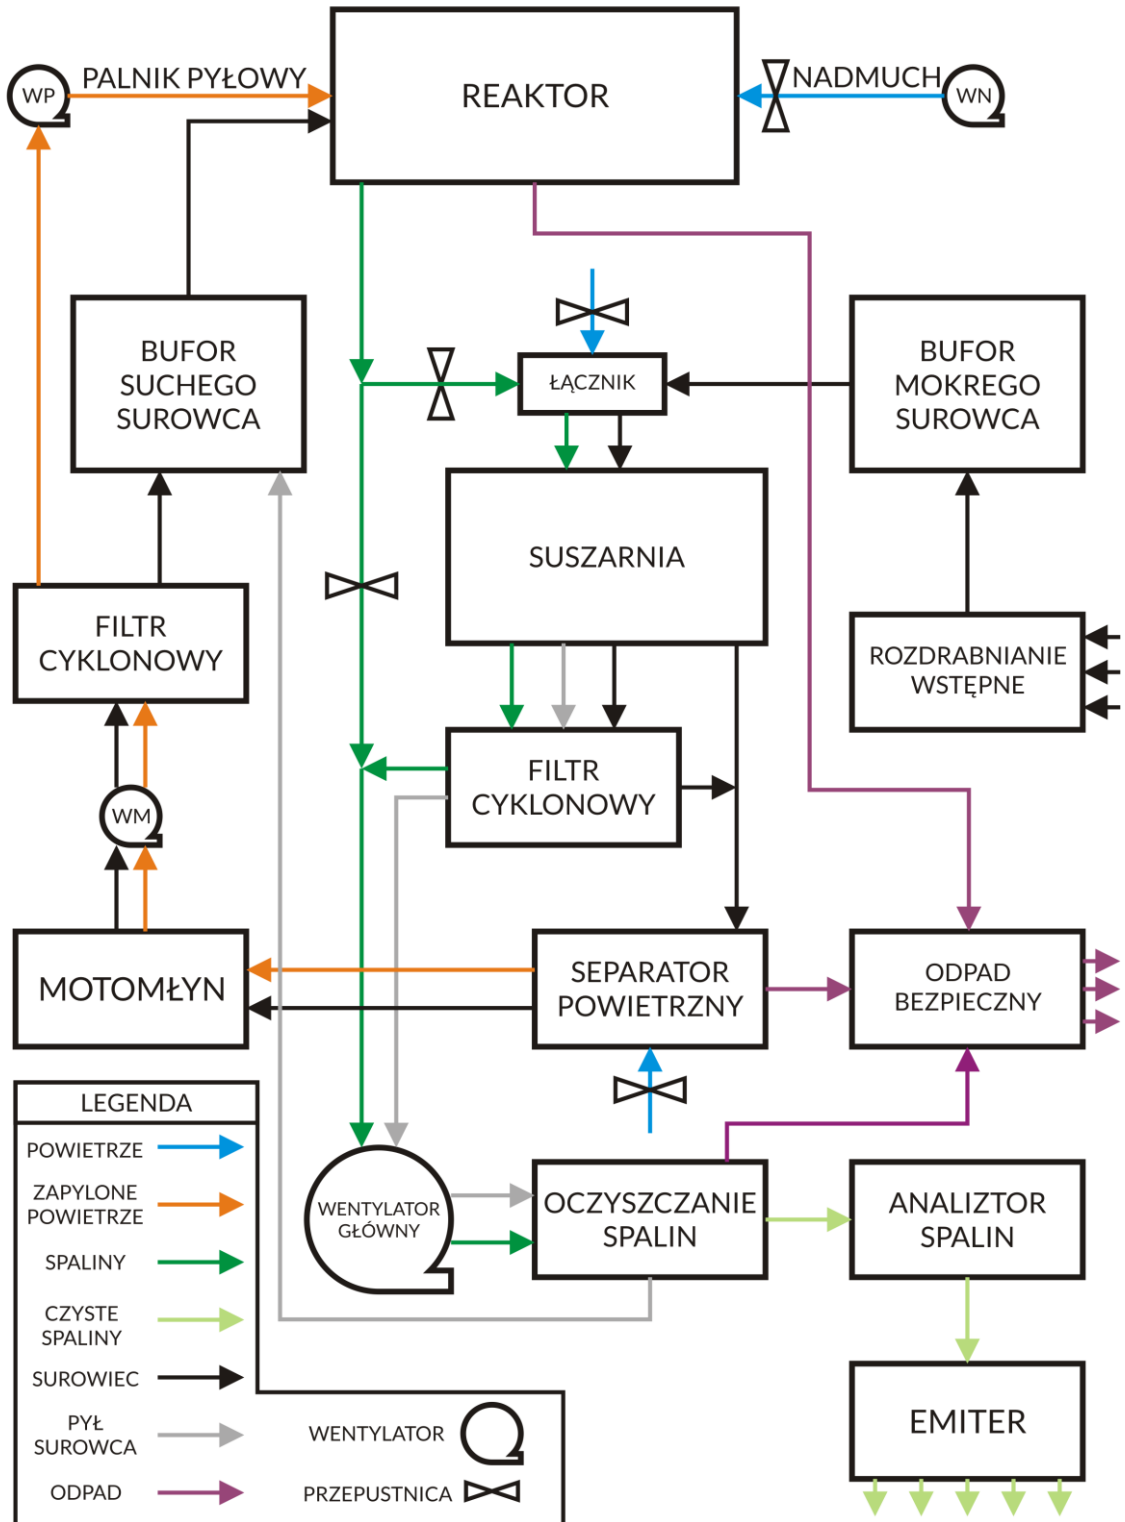 REAKTOR
WP
PALNIK PYŁOWY
NADMUCH
WN
BUFOR
SUCHEGO
SUROWCA
ŁĄCZNIK
BUFOR
MOKREGO
SUROWCA
SUSZARNIA
FILTR
CYKLONOWY
ROZDRABNIANIE
WSTĘPNE
WM
FILTR
CYKLONOWY
MOTOMŁYN
SEPARATOR
POWIETRZNY
ODPAD
BEZPIECZNY
WENTYLATOR
GŁÓWNY
OCZYSZCZANIE
SPALIN
ANALIZTOR
SPALIN
EMITER
LEGENDA
POWIETRZE
ZAPYLONE
POWIETRZE
SPALINY
CZYSTE
SPALINY
SUROWIEC
PYŁ
SUROWCA
ODPAD
WENTYLATOR
PRZEPUSTNICA